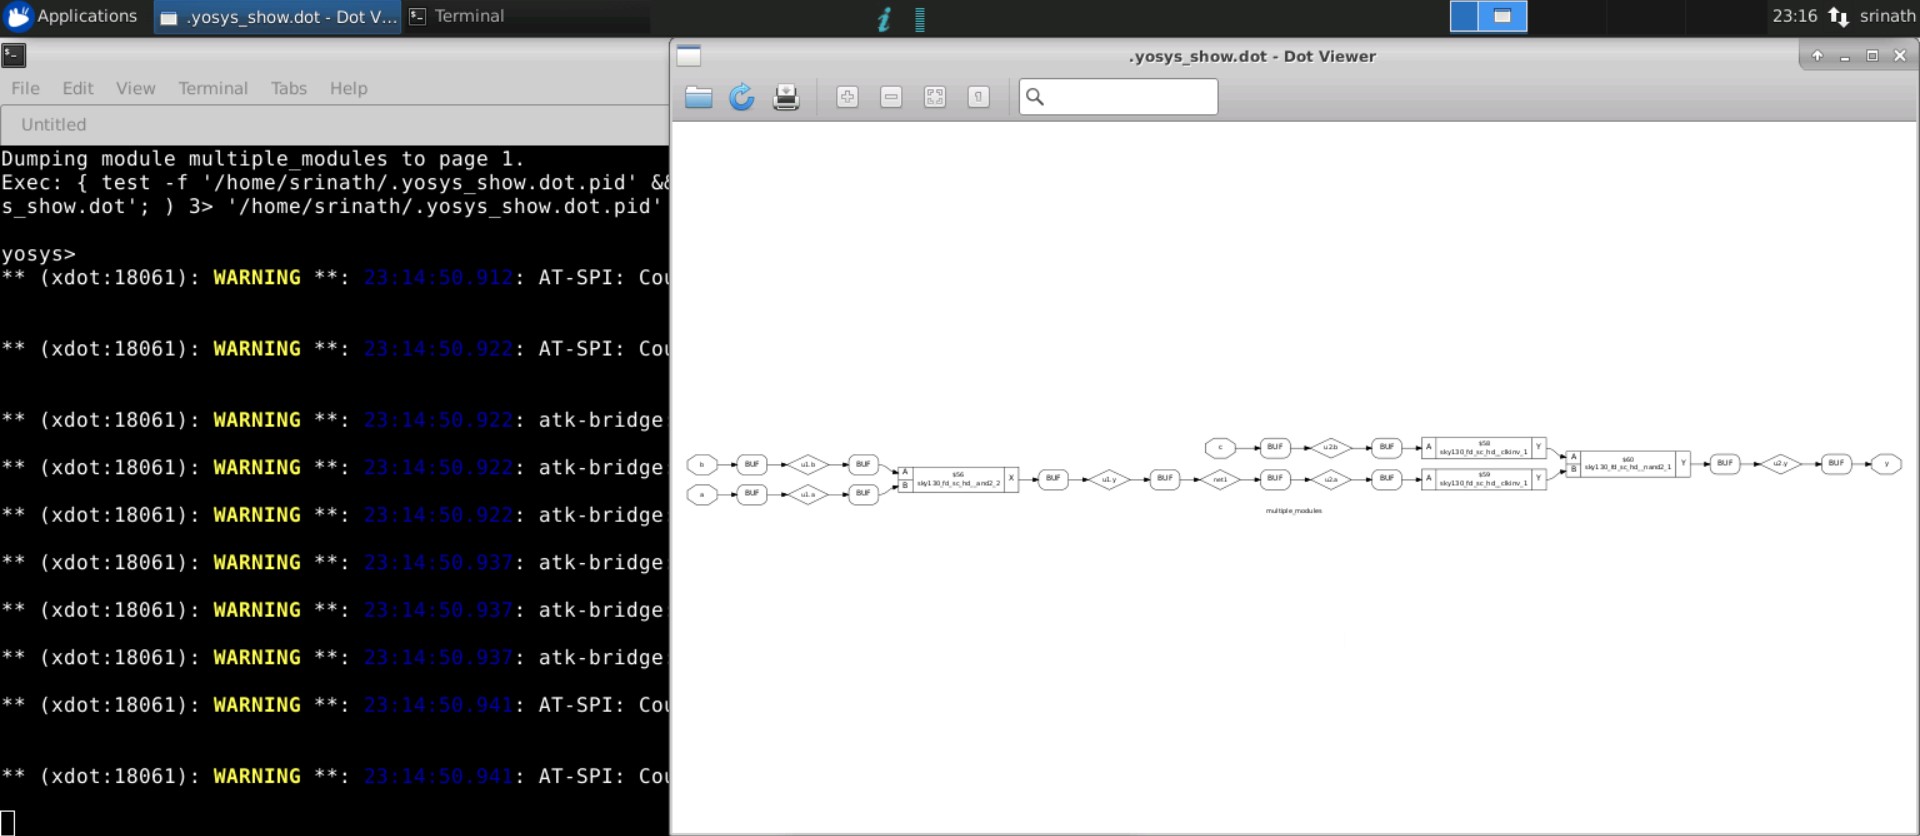 Applications
.yosys_show.dot - Dot V...
Terminal
23:16
srinath
File Edit View Terminal Tabs Help
Untitled
Dumping module multiple_modules to page 1.
Exec: { test -f '/home/srinath/.yosys_show.dot.pid' &&
s_show.dot'; ) 3> '/home/srinath/.yosys_show.dot.pid'
yosys>
** (xdot:18061): WARNING **: 23:14:50.912: AT-SPI: Cou
** (xdot:18061): WARNING **: 23:14:50.922: AT-SPI: Cou
** (xdot:18061): WARNING **: 23:14:50.922: atk-bridge:
** (xdot:18061): WARNING **: 23:14:50.922: atk-bridge:
** (xdot:18061): WARNING **: 23:14:50.922: atk-bridge:
** (xdot:18061): WARNING **: 23:14:50.937: atk-bridge:
** (xdot:18061): WARNING **: 23:14:50.937: atk-bridge:
** (xdot:18061): WARNING **: 23:14:50.937: atk-bridge:
** (xdot:18061): WARNING **: 23:14:50.941: AT-SPI: Cou
** (xdot:18061): WARNING **: 23:14:50.941: AT-SPI: Cou
.yosys_show.dot - Dot Viewer
c BUF u2.b BUF A $58 sky130_fd_sc_hd__clkinv_1 Y
b BUF u1.b BUF
a BUF u1.a BUF
A B $56 sky130_fd_sc_hd__and2_2 X
BUF u1.y BUF net1 BUF u2.a BUF A $59 sky130_fd_sc_hd__clkinv_1 Y
A B $60 sky130_fd_sc_hd__nand2_1 Y
BUF u2.y BUF y
multiple_modules